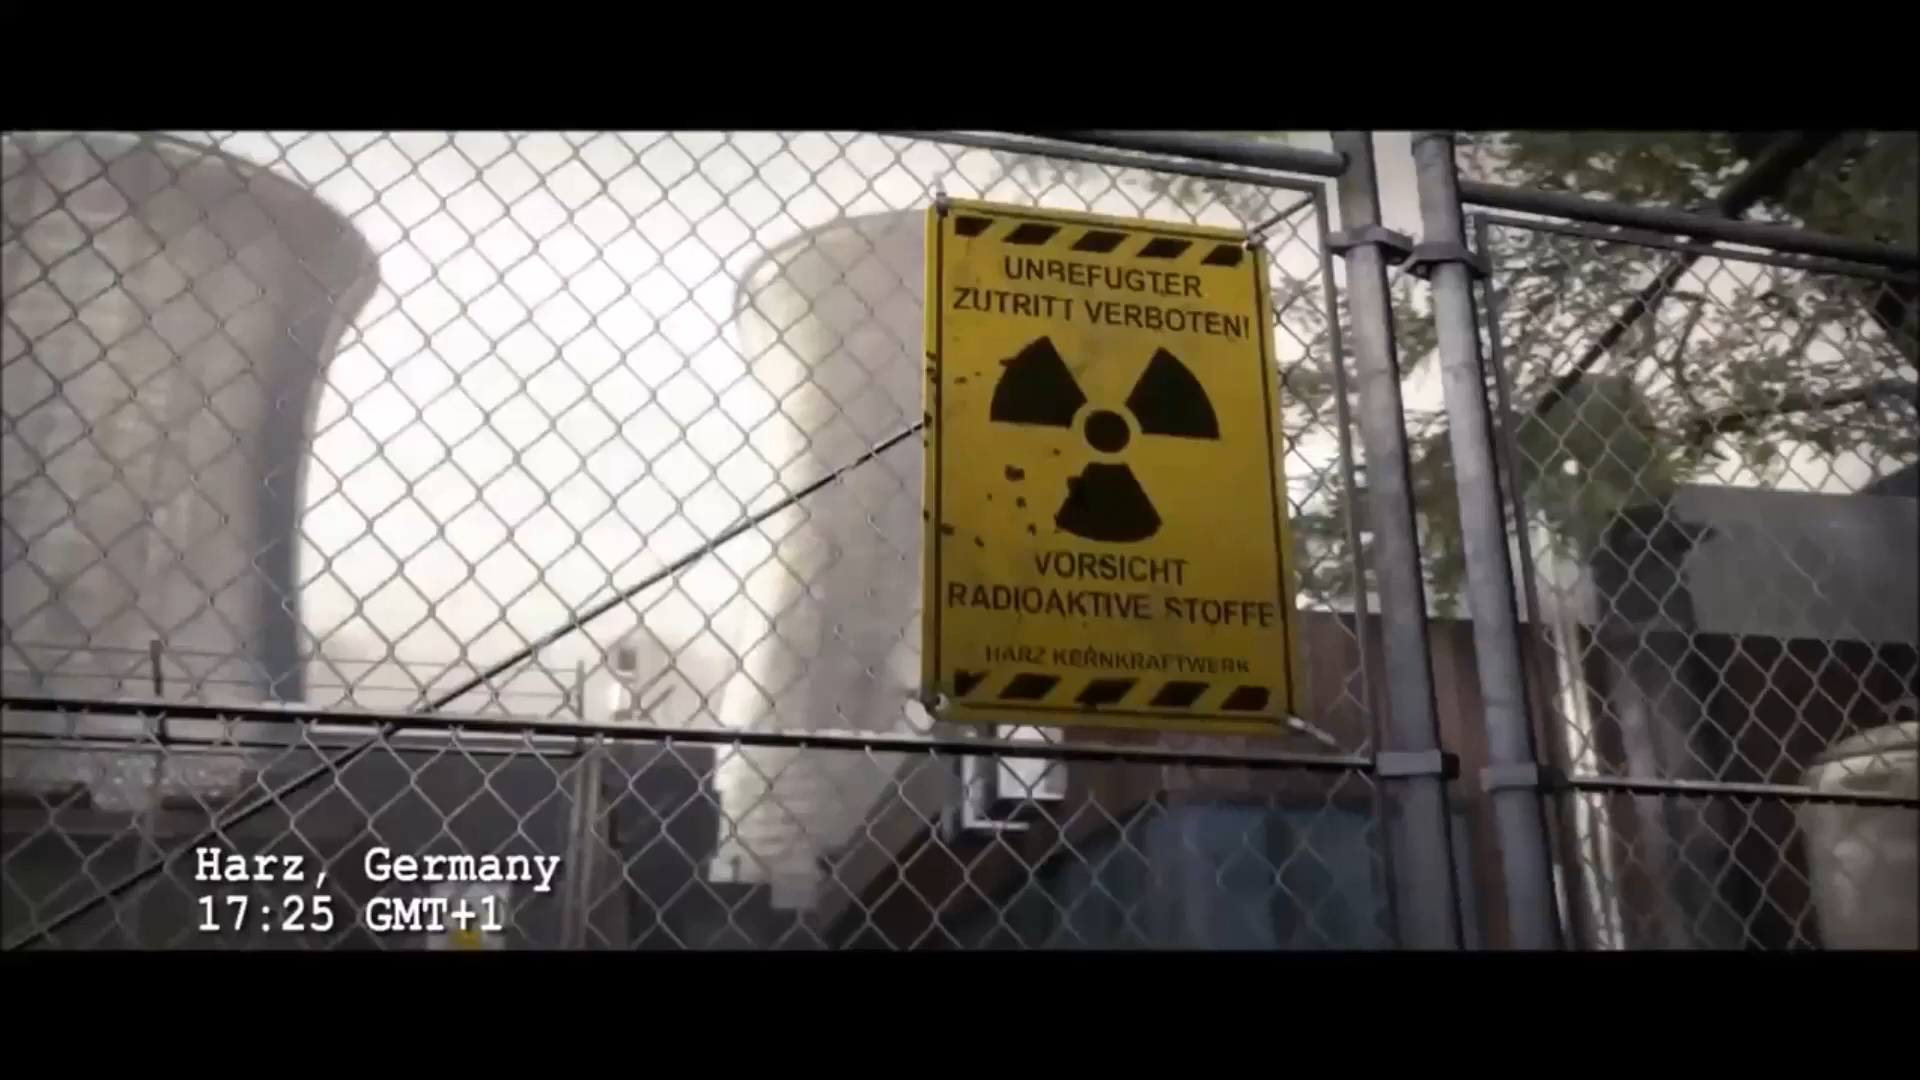 UNBEFUGTER
ZUTRITT VERBOTEN!
VORSICHT
RADIOAKTIVE STOFFE
HARZ KERNKRAFTWERK
Harz, Germany
17:25 GMT+1